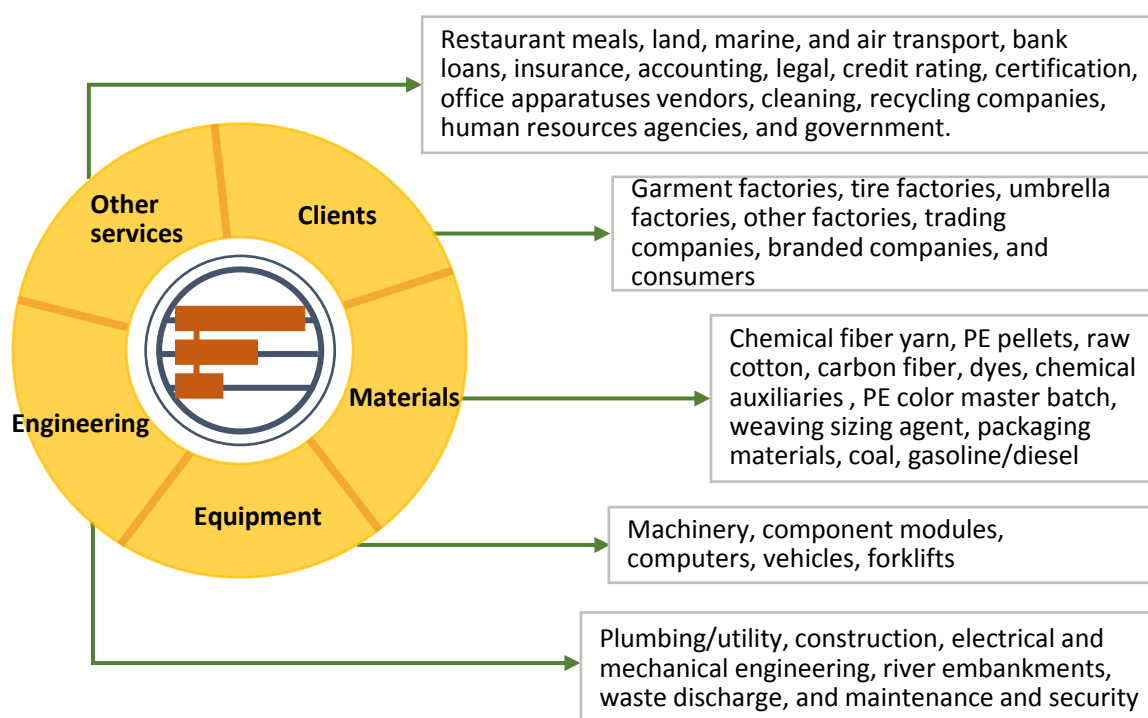 Restaurant meals, land, marine, and air transport, bank
loans, insurance, accounting, legal, credit rating, certification,
office apparatuses vendors, cleaning, recycling companies,
human resources agencies, and government.
Other
services
Clients
Garment factories, tire factories, umbrella
factories, other factories, trading
companies, branded companies, and
consumers
Materials
Chemical fiber yarn, PE pellets, raw
cotton, carbon fiber, dyes, chemical
auxiliaries , PE color master batch,
weaving sizing agent, packaging
materials, coal, gasoline/diesel
Engineering
Equipment
Machinery, component modules,
computers, vehicles, forklifts
Plumbing/utility, construction, electrical and
mechanical engineering, river embankments,
waste discharge, and maintenance and security